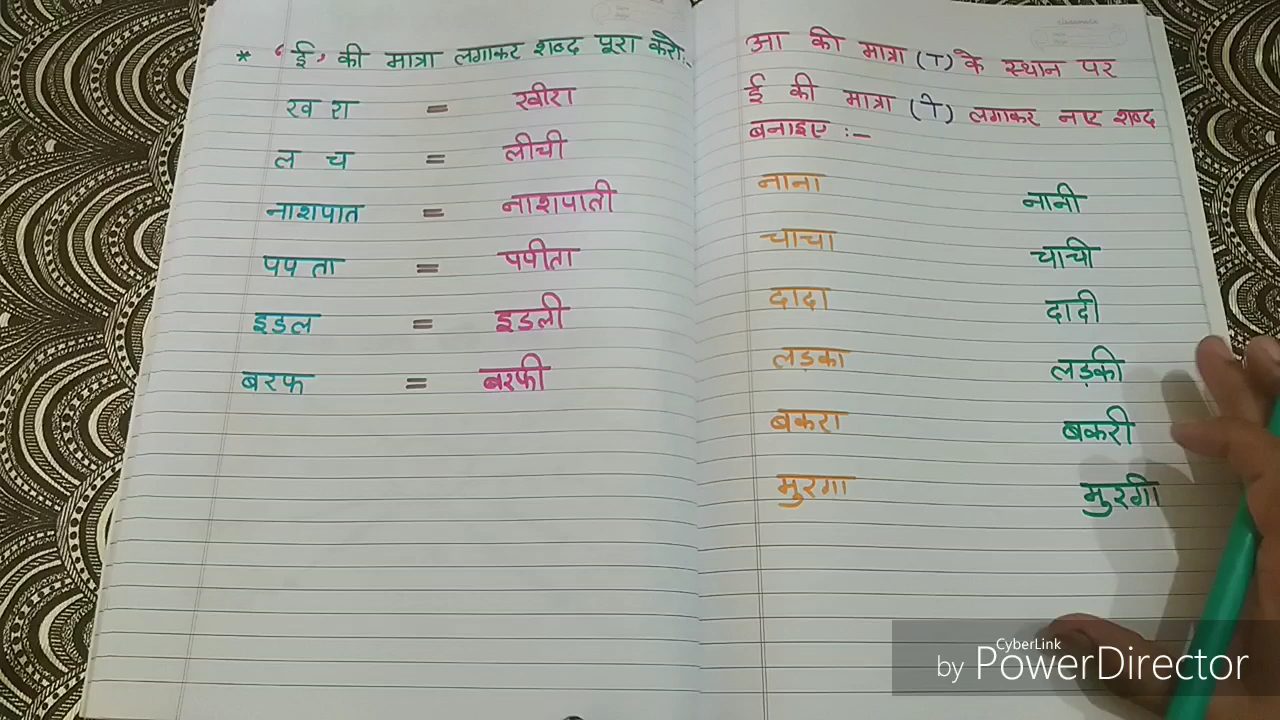 * 'ई' की मात्रा लगाकर शब्द पूरा करो:-
ख रा = खीरा
ल च = लीची
नाशपात = नाशपाती
पप ता = पपीता
इडल = इडली
बरफ = बरफी
आ की मात्रा (ा) के स्थान पर
ई की मात्रा (ी) लगाकर नए शब्द
बनाइए :-
नाना नानी
चाचा चाची
दादा दादी
लड़का लड़की
बकरा बकरी
मुरगा मुरगी
CyberLink
by PowerDirector